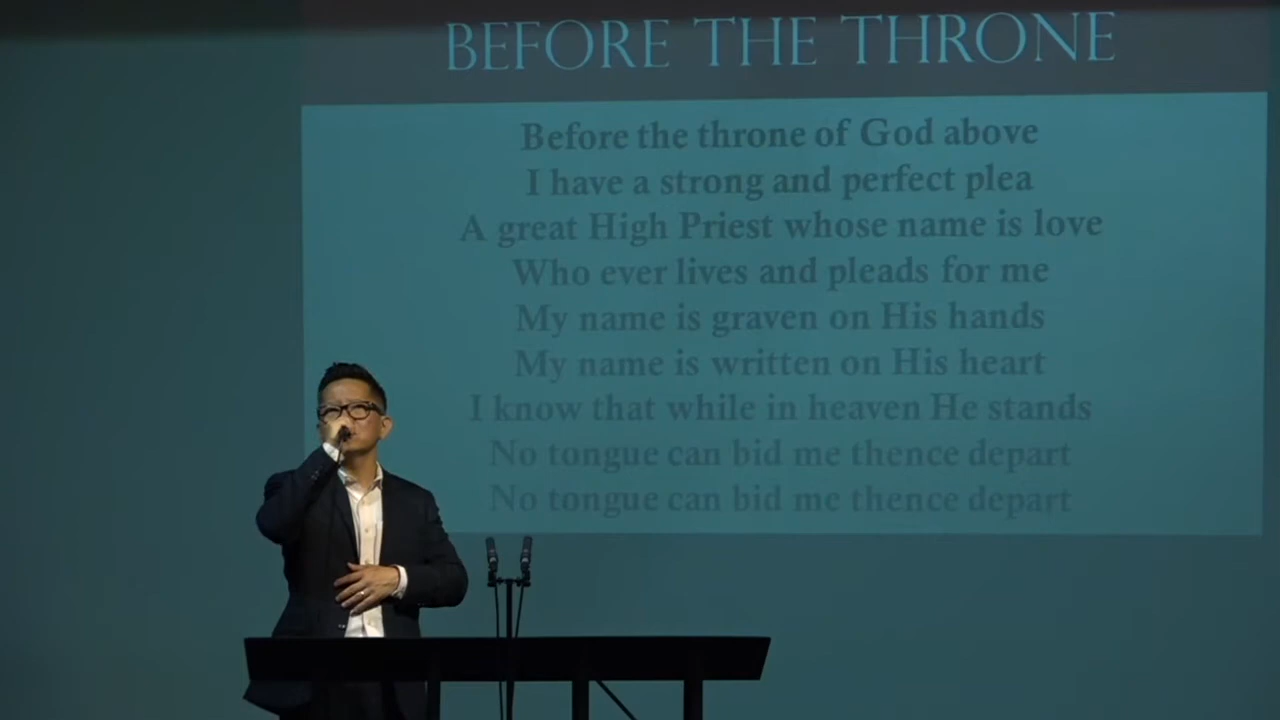 BEFORE THE THRONE
Before the throne of God above
I have a strong and perfect plea
A great High Priest whose name is love
Who ever lives and pleads for me
My name is graven on His hands
My name is written on His heart
I know that while in heaven He stands
No tongue can bid me thence depart
No tongue can bid me thence depart